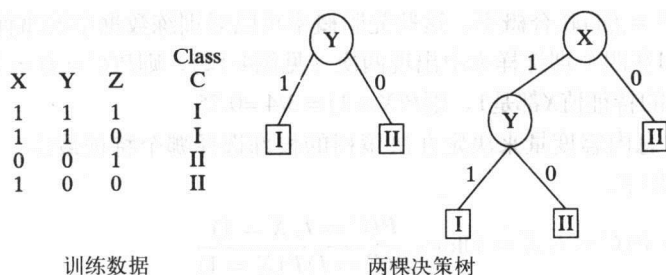 Class
X Y Z C
1 1 1 I
1 1 0 I
0 0 1 II
1 0 0 II
训练数据
Y
1 0
I II
X
1 0
Y II
1 0
I II
两棵决策树